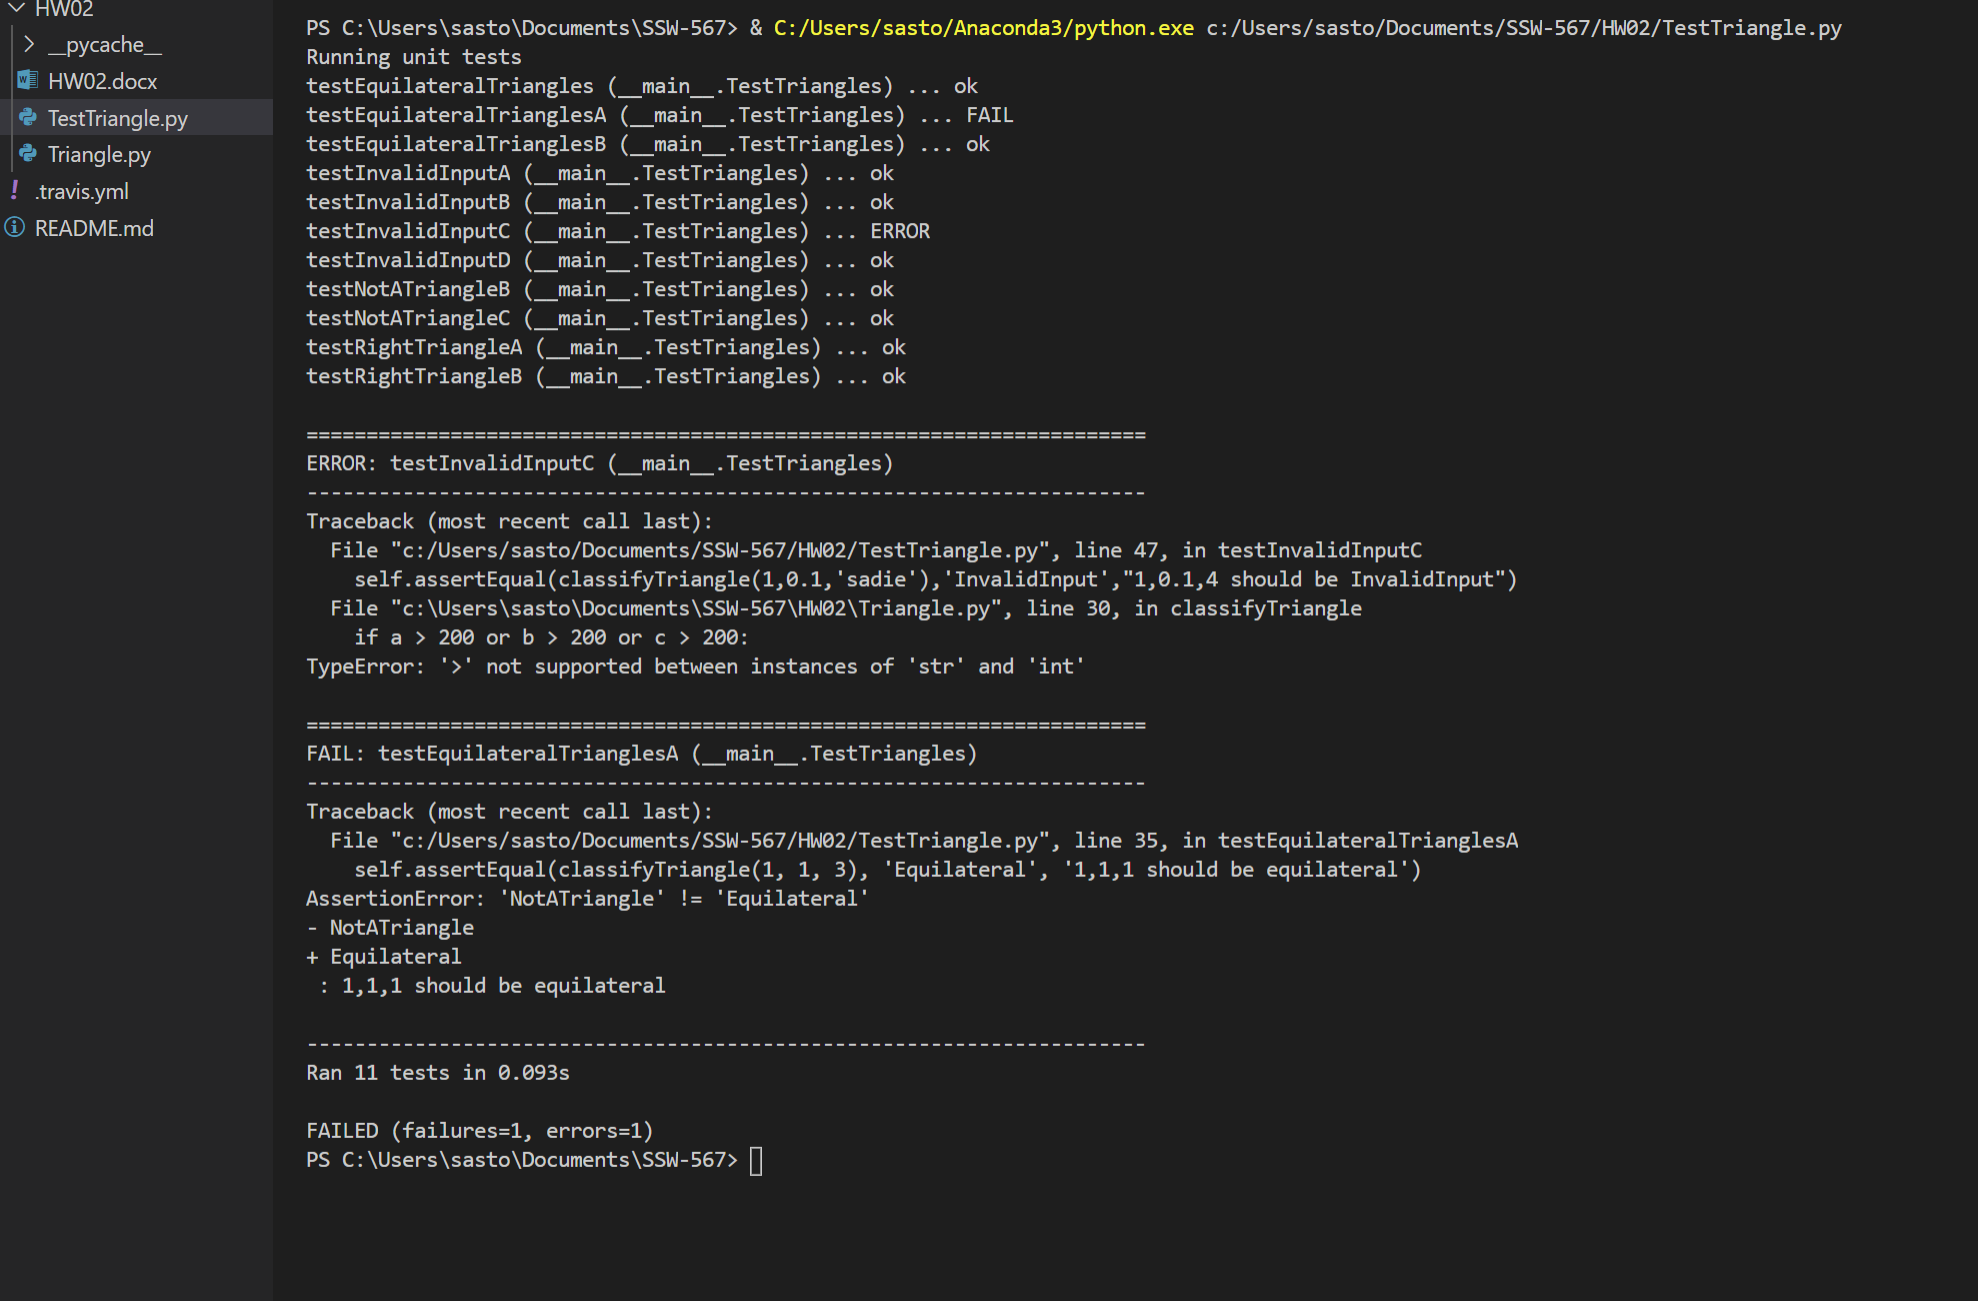 HW02
__pycache__
HW02.docx
TestTriangle.py
Triangle.py
.travis.yml
README.md
PS C:\Users\sasto\Documents\SSW-567> & C:/Users/sasto/Anaconda3/python.exe c:/Users/sasto/Documents/SSW-567/HW02/TestTriangle.py
Running unit tests
testEquilateralTriangles (__main__.TestTriangles) ... ok
testEquilateralTrianglesA (__main__.TestTriangles) ... FAIL
testEquilateralTrianglesB (__main__.TestTriangles) ... ok
testInvalidInputA (__main__.TestTriangles) ... ok
testInvalidInputB (__main__.TestTriangles) ... ok
testInvalidInputC (__main__.TestTriangles) ... ERROR
testInvalidInputD (__main__.TestTriangles) ... ok
testNotATriangleB (__main__.TestTriangles) ... ok
testNotATriangleC (__main__.TestTriangles) ... ok
testRightTriangleA (__main__.TestTriangles) ... ok
testRightTriangleB (__main__.TestTriangles) ... ok
======================================================================
ERROR: testInvalidInputC (__main__.TestTriangles)
----------------------------------------------------------------------
Traceback (most recent call last):
  File "c:/Users/sasto/Documents/SSW-567/HW02/TestTriangle.py", line 47, in testInvalidInputC
    self.assertEqual(classifyTriangle(1,0.1,'sadie'),'InvalidInput',"1,0.1,4 should be InvalidInput")
  File "c:\Users\sasto\Documents\SSW-567\HW02\Triangle.py", line 30, in classifyTriangle
    if a > 200 or b > 200 or c > 200:
TypeError: '>' not supported between instances of 'str' and 'int'
======================================================================
FAIL: testEquilateralTrianglesA (__main__.TestTriangles)
----------------------------------------------------------------------
Traceback (most recent call last):
  File "c:/Users/sasto/Documents/SSW-567/HW02/TestTriangle.py", line 35, in testEquilateralTrianglesA
    self.assertEqual(classifyTriangle(1, 1, 3), 'Equilateral', '1,1,1 should be equilateral')
AssertionError: 'NotATriangle' != 'Equilateral'
- NotATriangle
+ Equilateral
 : 1,1,1 should be equilateral
----------------------------------------------------------------------
Ran 11 tests in 0.093s
FAILED (failures=1, errors=1)
PS C:\Users\sasto\Documents\SSW-567>